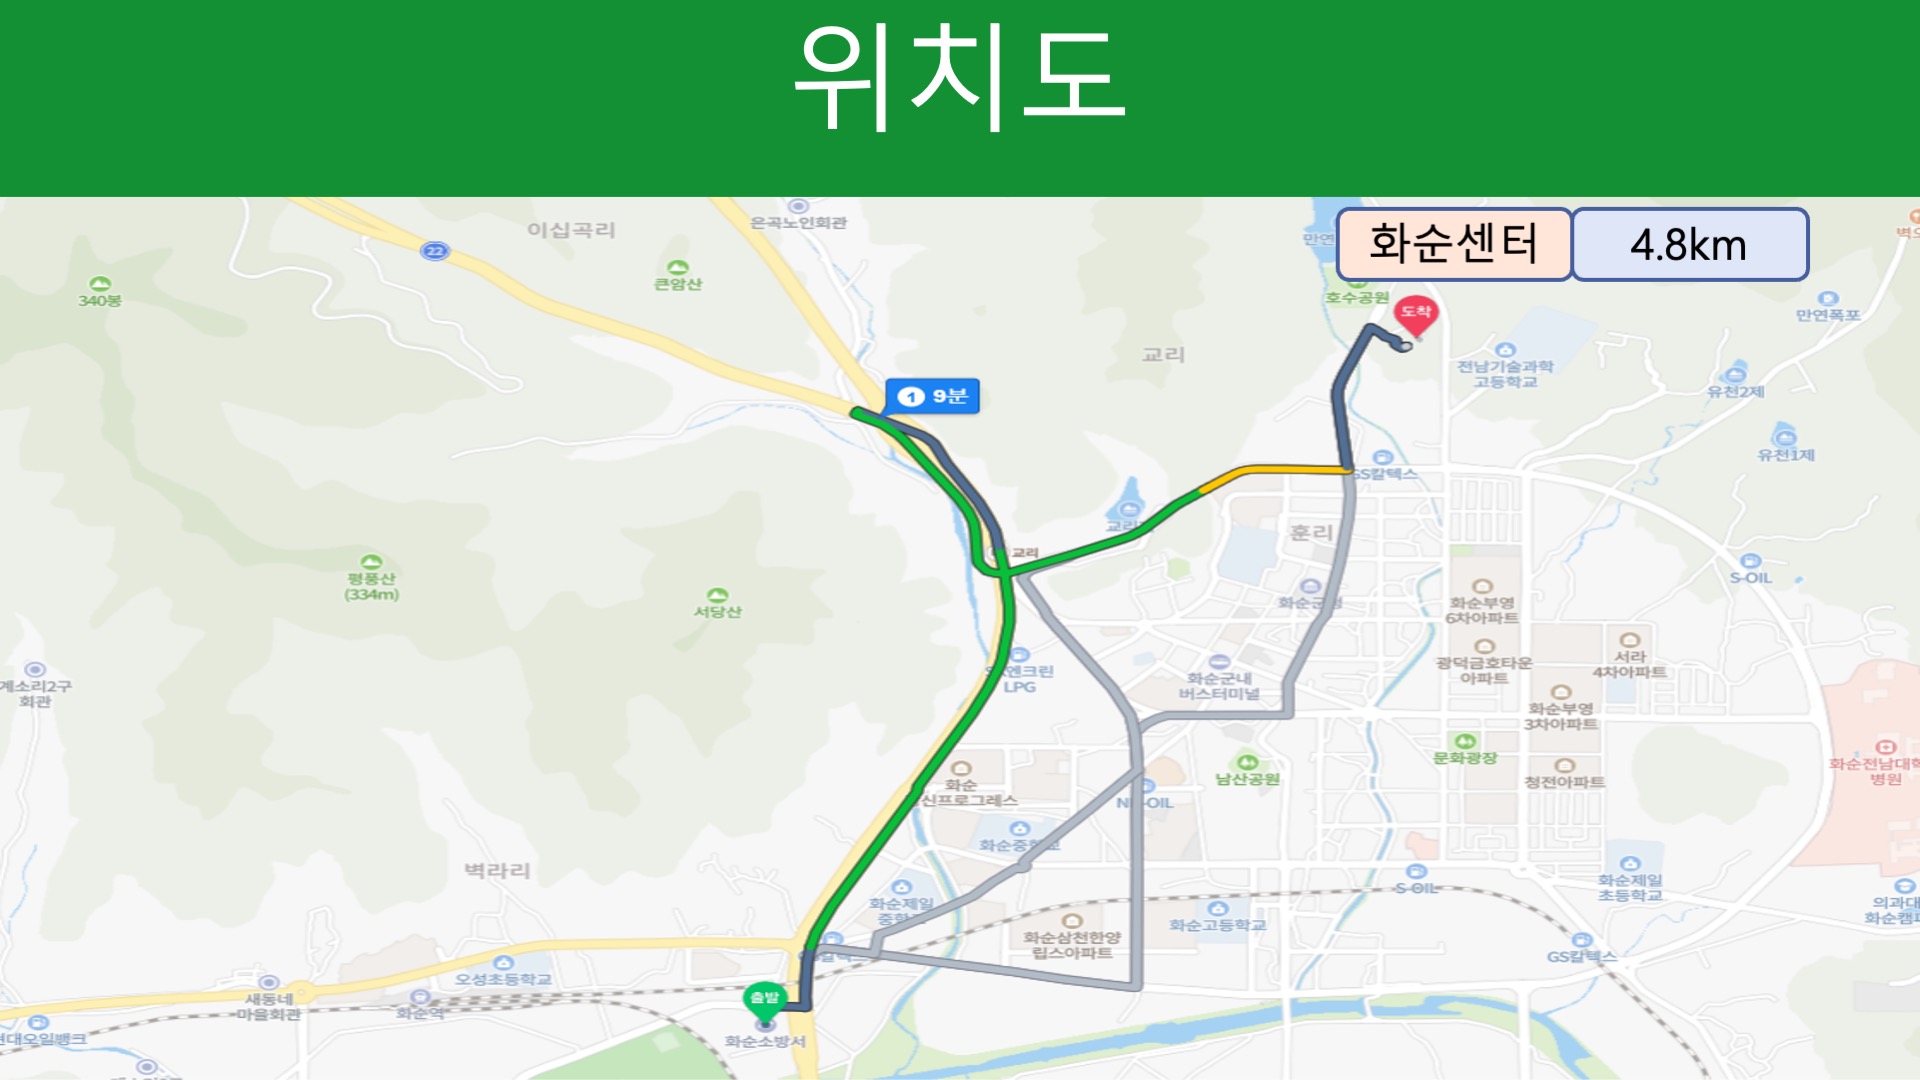 위치도
화순센터
4.8km
이십곡리
은곡노인회관
22
큰암산
340봉
호수공원
도착
만연폭포
벽오
교리
전남기술과학
고등학교
유천2제
1 9분
유천1제
GS칼텍스
훈리
교리
S-OIL
평풍산
(334m)
서당산
화순부영
6차아파트
광덕금호타운
아파트
서라
4차아파트
엔크린
LPG
화순군내
버스터미널
계소리2구
회관
화순부영
3차아파트
문화광장
청전아파트
남산공원
화순전남대학
병원
화순
신프로그레스
화순중학교
벽라리
S-OIL
화순제일
초등학교
화순제일
중학교
의과대
화순캠퍼
화순고등학교
화순삼천한양
립스아파트
GS칼텍스
오성초등학교
새동네
마을회관
화순역
출발
화순소방서
현대오일뱅크